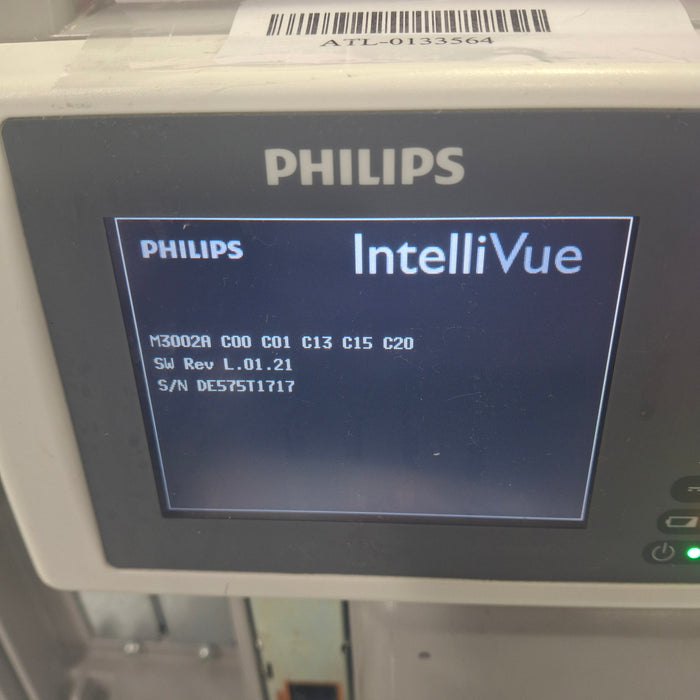 ATL-0133564
PHILIPS
PHILIPS IntelliVue
M3002A C00 C01 C13 C15 C20
SW Rev L.01.21
S/N DE575T1717